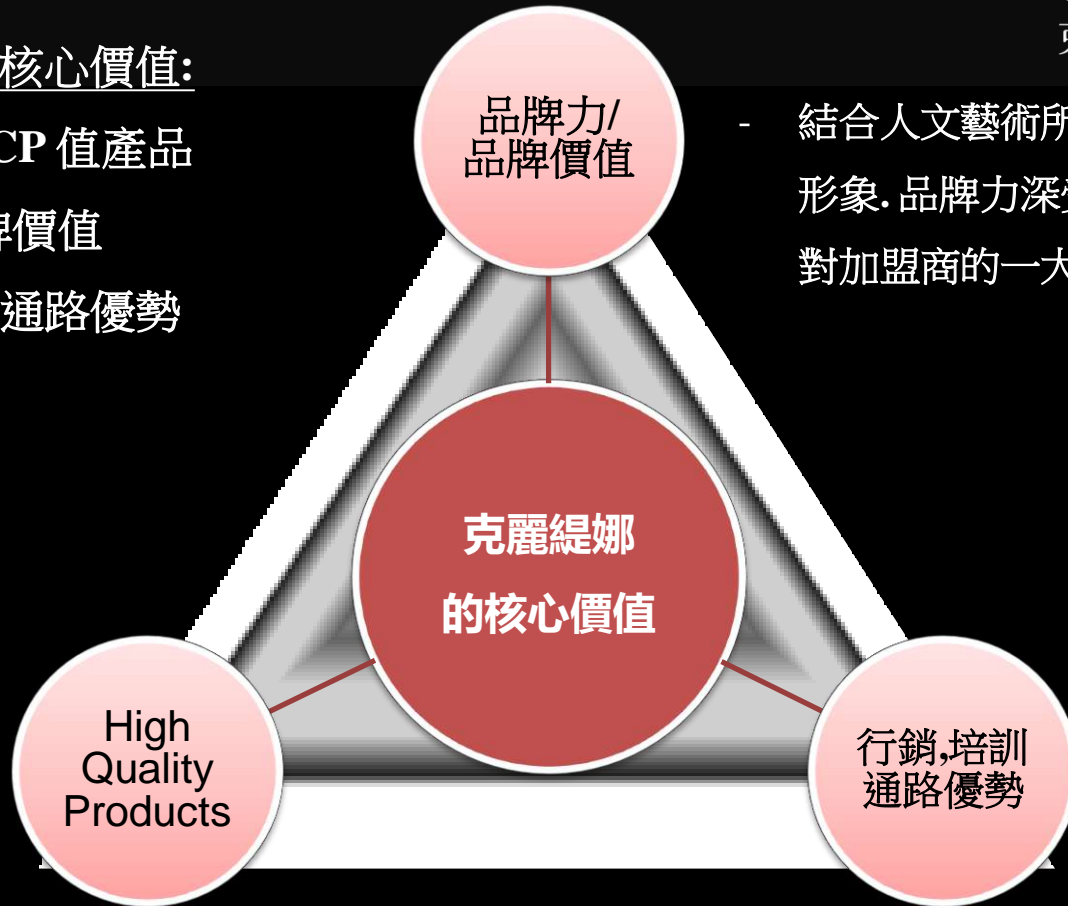 核心價值:
CP 值產品
價值
通路優勢
品牌力/
品牌價值
- 結合人文藝術所
形象. 品牌力深
對加盟商的一大
克麗緹娜
的核心價值
High
Quality
Products
行銷,培訓
通路優勢